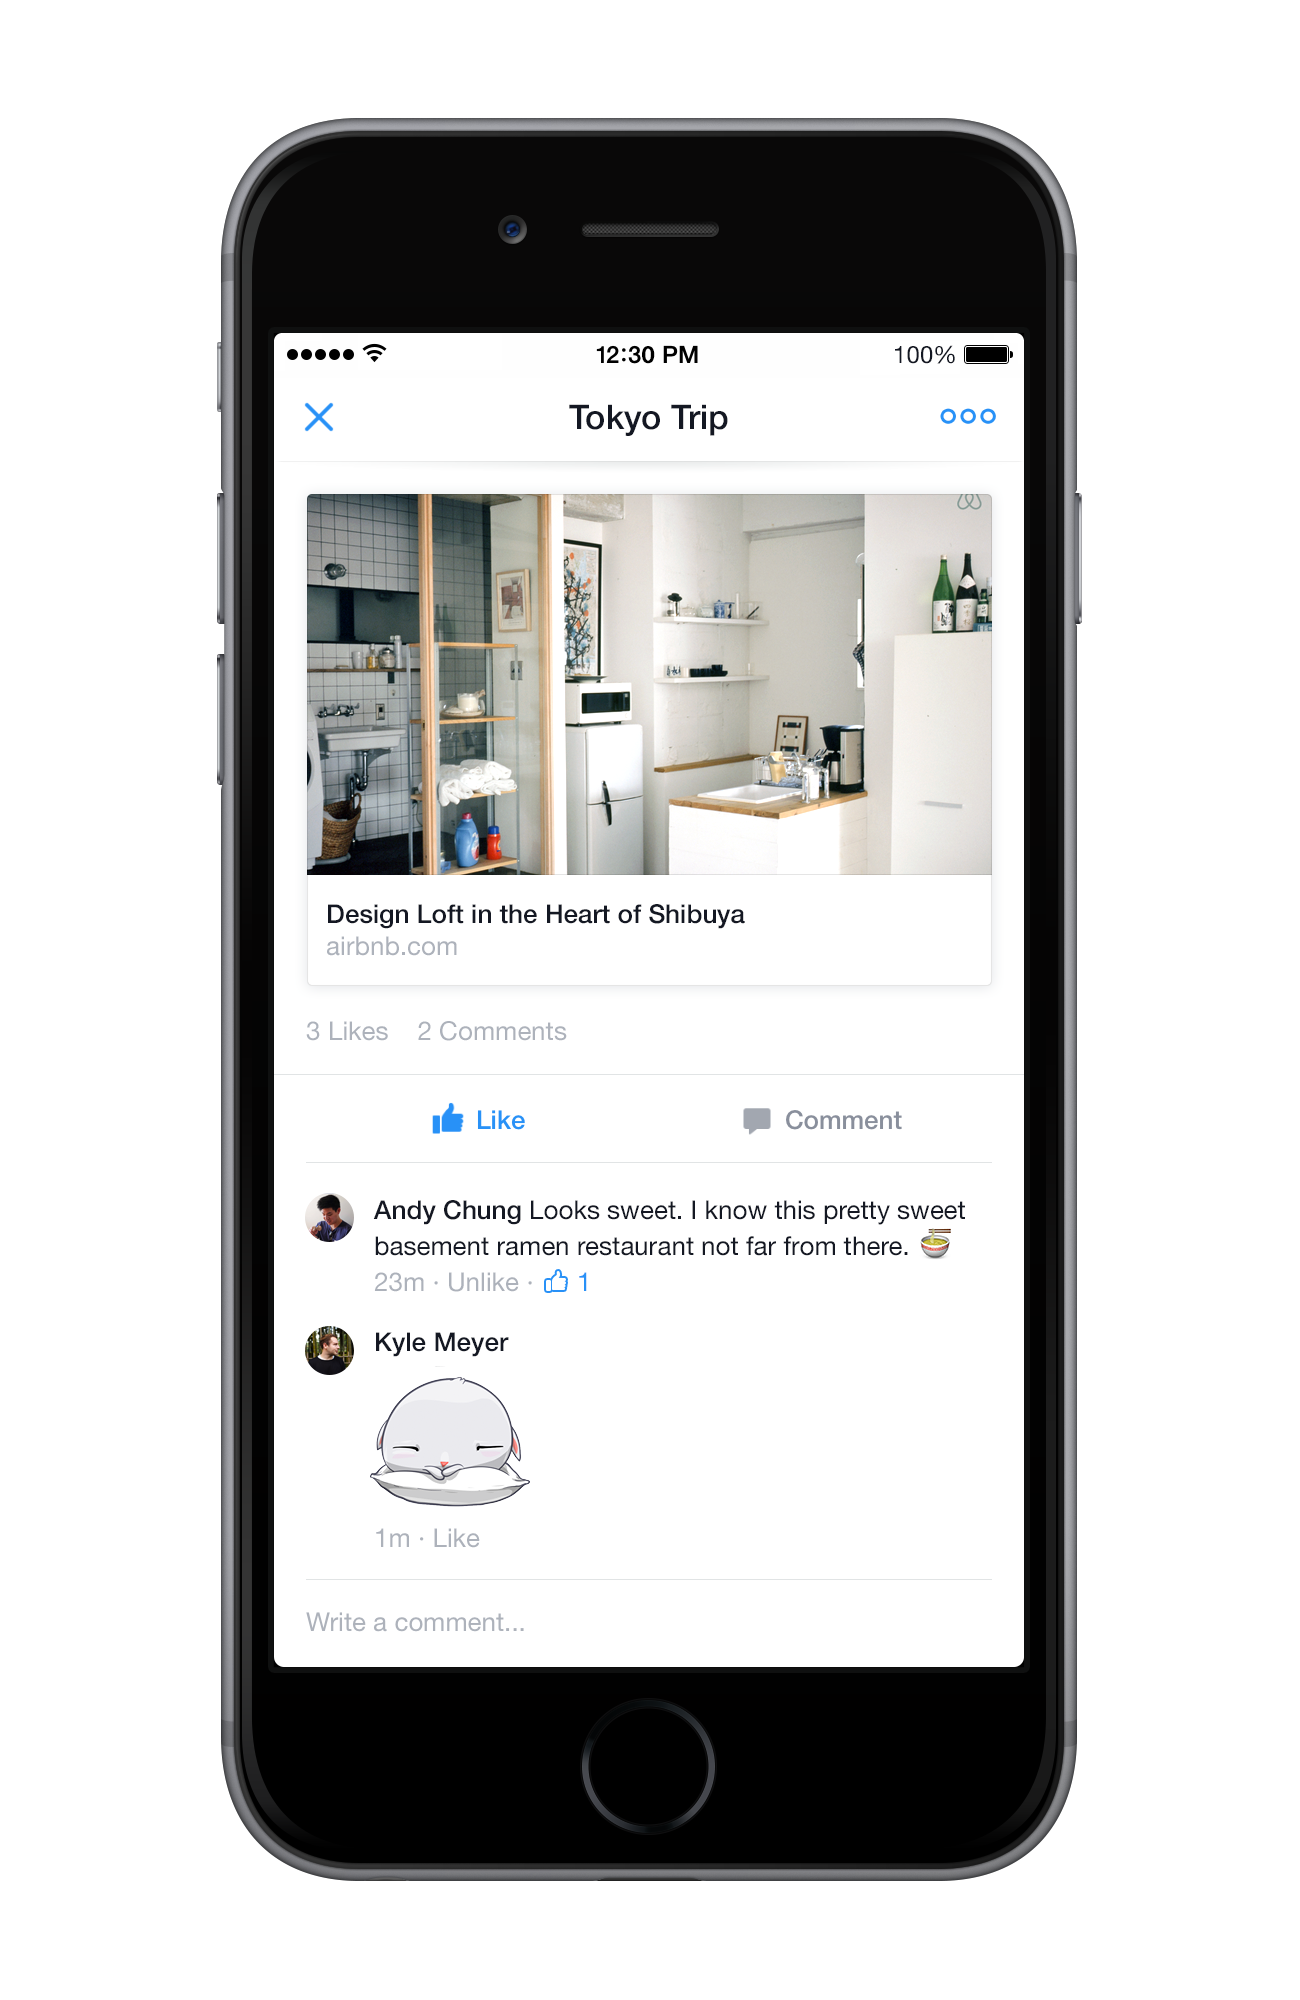 12:30 PM
100%
Tokyo Trip
Design Loft in the Heart of Shibuya
airbnb.com
3 Likes 2 Comments
Like Comment
Andy Chung Looks sweet. I know this pretty sweet
basement ramen restaurant not far from there. 🍜
23m · Unlike · 1
Kyle Meyer
1m · Like
Write a comment...